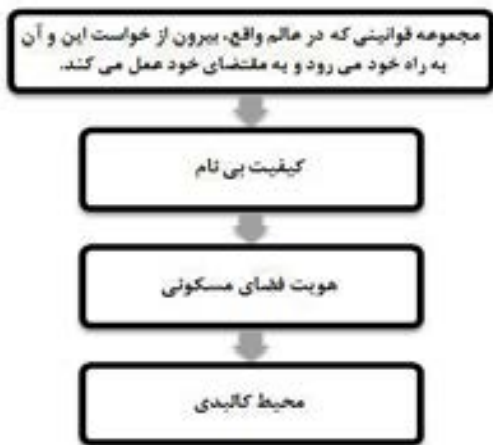 مجموعه قوانینی که در عالم واقع، بیرون از خواست این و آن
به راه خود می رود و به مقتضای خود عمل می کند.
کیفیت بی نام
هویت فضای مسکونی
محیط کالبدی